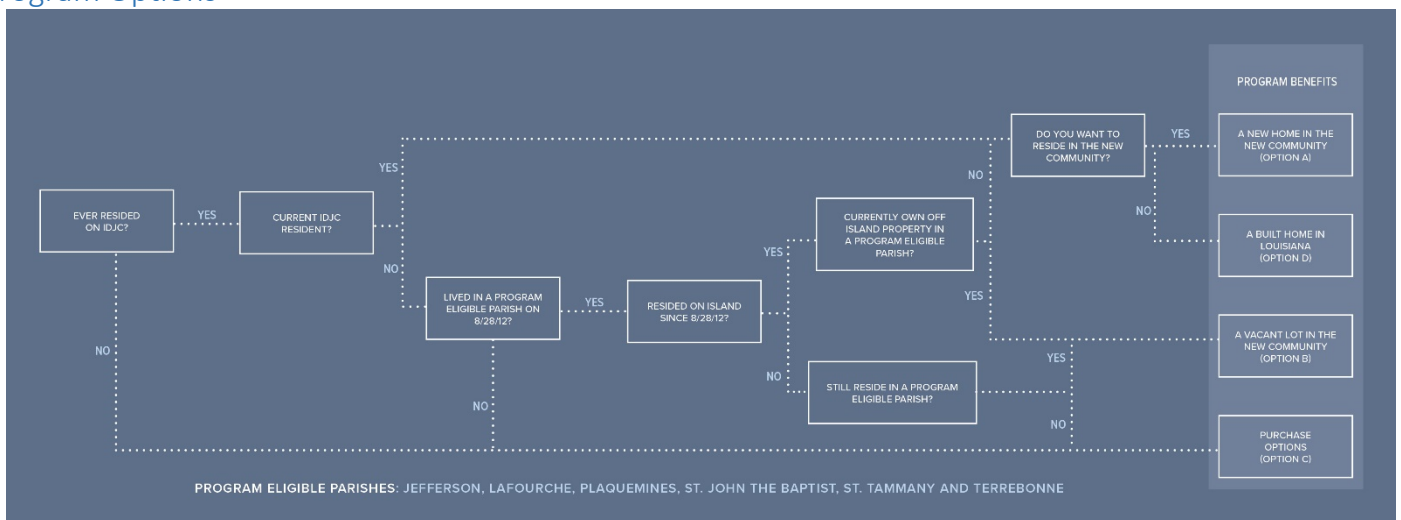 Program Options
PROGRAM BENEFITS
DO YOU WANT TO
RESIDE IN THE NEW
COMMUNITY?
YES
A NEW HOME IN THE
NEW COMMUNITY
(OPTION A)
YES
NO
EVER RESIDED
ON IDJC?
YES
CURRENT IDJC
RESIDENT?
CURRENTLY OWN OFF
ISLAND PROPERTY IN
A PROGRAM ELIGIBLE
PARISH?
NO
A BUILT HOME IN
LOUISIANA
(OPTION D)
YES
NO
LIVED IN A PROGRAM
ELIGIBLE PARISH ON
8/28/12?
YES
RESIDED ON ISLAND
SINCE 8/28/12?
YES
A VACANT LOT IN THE
NEW COMMUNITY
(OPTION B)
NO
YES
NO
STILL RESIDE IN A PROGRAM
ELIGIBLE PARISH?
NO
NO
PURCHASE
OPTIONS
(OPTION C)
PROGRAM ELIGIBLE PARISHES: JEFFERSON, LAFOURCHE, PLAQUEMINES, ST. JOHN THE BAPTIST, ST. TAMMANY AND TERREBONNE